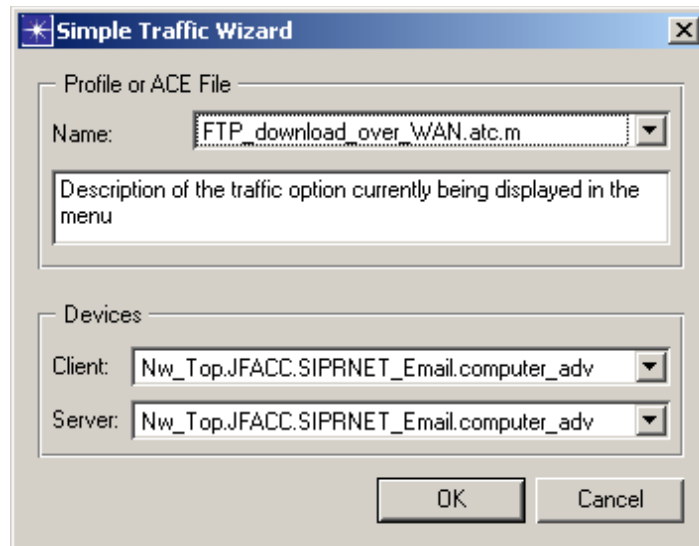 Simple Traffic Wizard
Profile or ACE File
Name: FTP_download_over_WAN.atc.m
Description of the traffic option currently being displayed in the
menu
Devices
Client: Nw_Top.JFACC.SIPRNET_Email.computer_adv
Server: Nw_Top.JFACC.SIPRNET_Email.computer_adv
OK Cancel